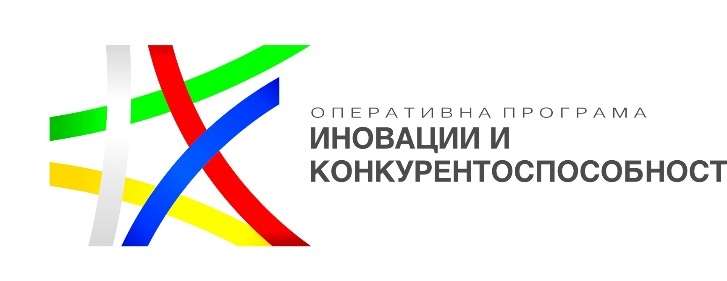 ОПЕРАТИВНА ПРОГРАМА
ИНОВАЦИИ И
КОНКУРЕНТОСПОСОБНОСТ